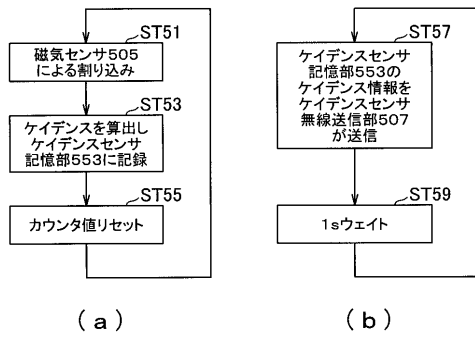 ST51
磁気センサ505
による割り込み
ST53
ケイデンスを算出し
ケイデンスセンサ
記憶部553に記録
ST55
カウンタ値リセット
(a)
ST57
ケイデンスセンサ
記憶部553の
ケイデンス情報を
ケイデンスセンサ
無線送信部507
が送信
ST59
1sウェイト
(b)